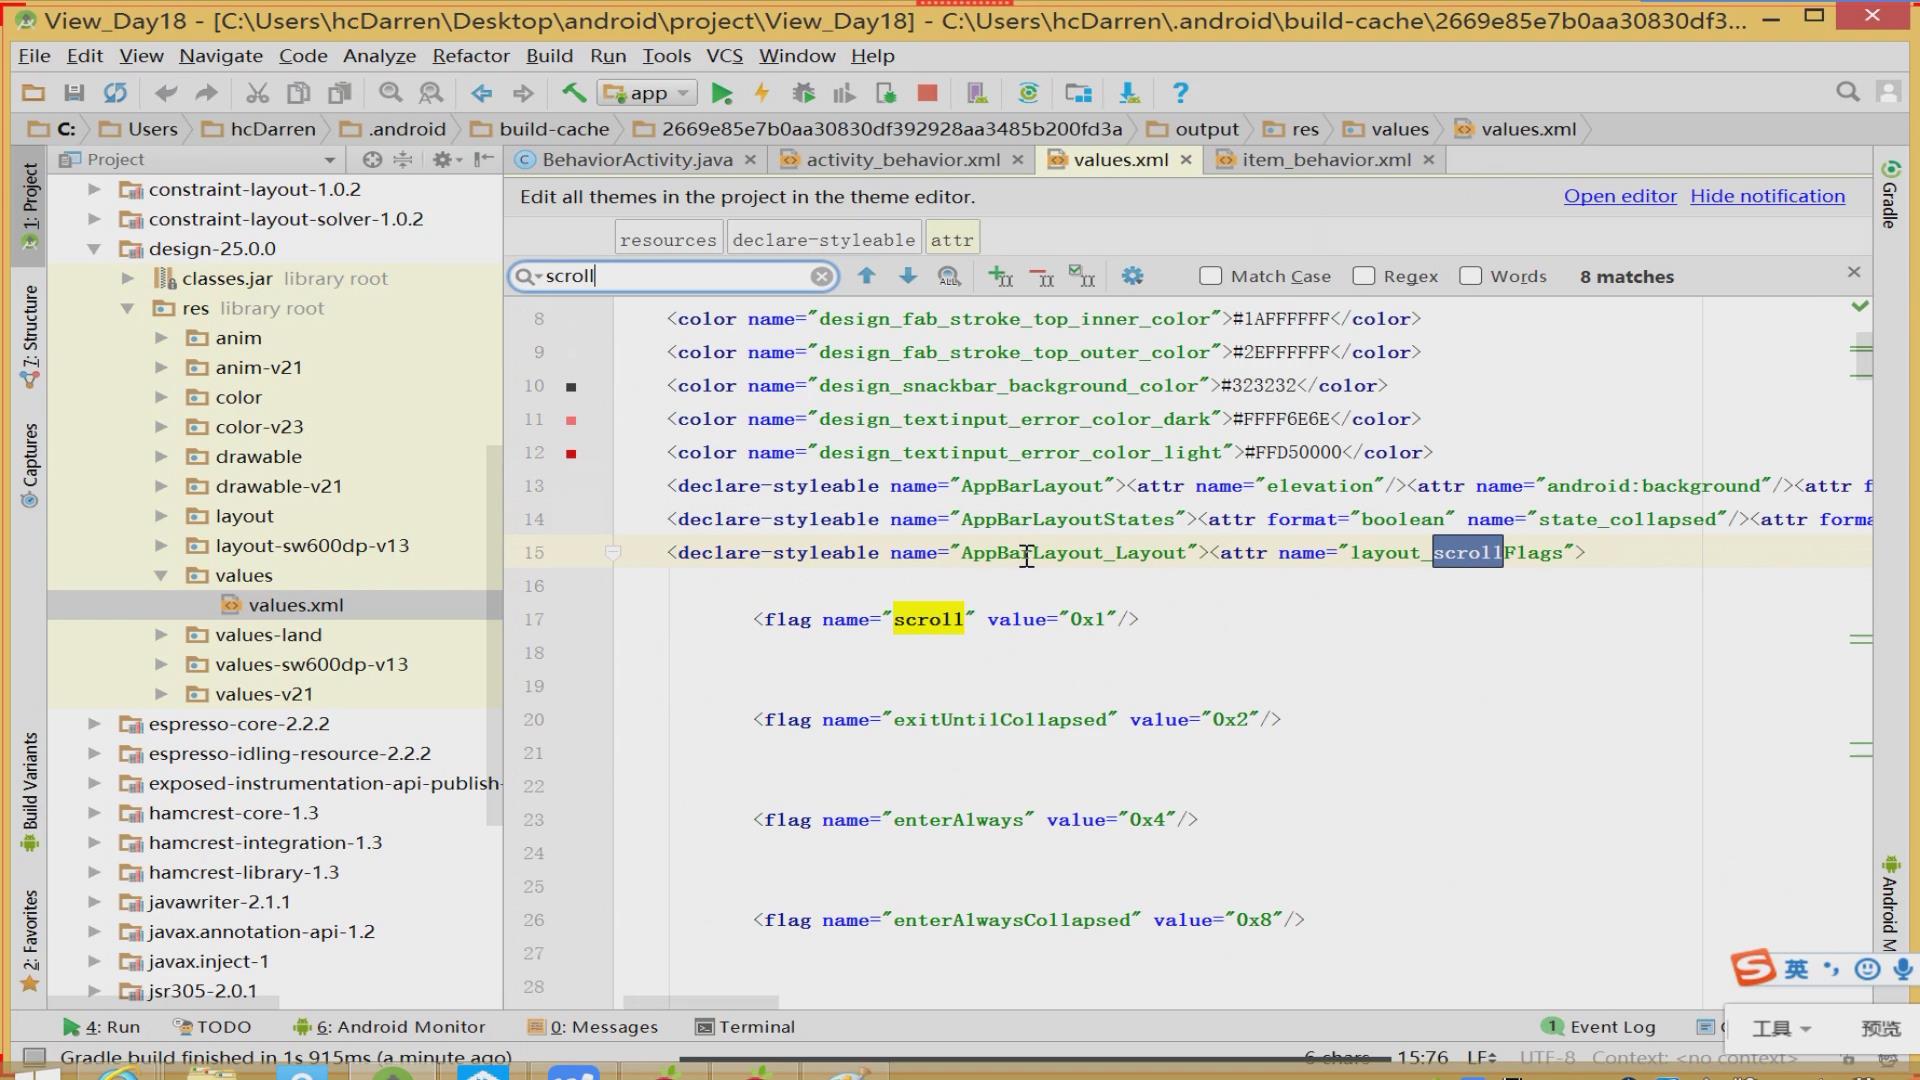 View_Day18 - [C:\Users\hcDarren\Desktop\android\project\View_Day18] - C:\Users\hcDarren\.android\build-cache\2669e85e7b0aa30830df3...
File Edit View Navigate Code Analyze Refactor Build Run Tools VCS Window Help
app
C: Users hcDarren .android build-cache 2669e85e7b0aa30830df392928aa3485b200fd3a output res values values.xml
Project
BehaviorActivity.java activity_behavior.xml values.xml item_behavior.xml
Edit all themes in the project in the theme editor. Open editor Hide notification
resources declare-styleable attr
scroll Match Case Regex Words 8 matches
1: Project
7: Structure
Captures
Build Variants
2: Favorites
constraint-layout-1.0.2
constraint-layout-solver-1.0.2
design-25.0.0
classes.jar library root
res library root
anim
anim-v21
color
color-v23
drawable
drawable-v21
layout
layout-sw600dp-v13
values
values.xml
values-land
values-sw600dp-v13
values-v21
espresso-core-2.2.2
espresso-idling-resource-2.2.2
exposed-instrumentation-api-publish-
hamcrest-core-1.3
hamcrest-integration-1.3
hamcrest-library-1.3
javawriter-2.1.1
javax.annotation-api-1.2
javax.inject-1
jsr305-2.0.1
8 <color name="design_fab_stroke_top_inner_color">#1AFFFFFF</color>
9 <color name="design_fab_stroke_top_outer_color">#2EFFFFFF</color>
10 <color name="design_snackbar_background_color">#323232</color>
11 <color name="design_textinput_error_color_dark">#FFFF6E6E</color>
12 <color name="design_textinput_error_color_light">#FFD50000</color>
13 <declare-styleable name="AppBarLayout"><attr name="elevation"/><attr name="android:background"/><attr f
14 <declare-styleable name="AppBarLayoutStates"><attr format="boolean" name="state_collapsed"/><attr forma
15 <declare-styleable name="AppBarLayout_Layout"><attr name="layout_scrollFlags">
16
17 <flag name="scroll" value="0x1"/>
18
19
20 <flag name="exitUntilCollapsed" value="0x2"/>
21
22
23 <flag name="enterAlways" value="0x4"/>
24
25
26 <flag name="enterAlwaysCollapsed" value="0x8"/>
27
28
Gradle
Android M
英
工具 预览
4: Run TODO 6: Android Monitor 0: Messages Terminal 1 Event Log
Gradle build finished in 1s 915ms (a minute ago) 6 chars 15:76 LF UTF-8 Context: <no context>